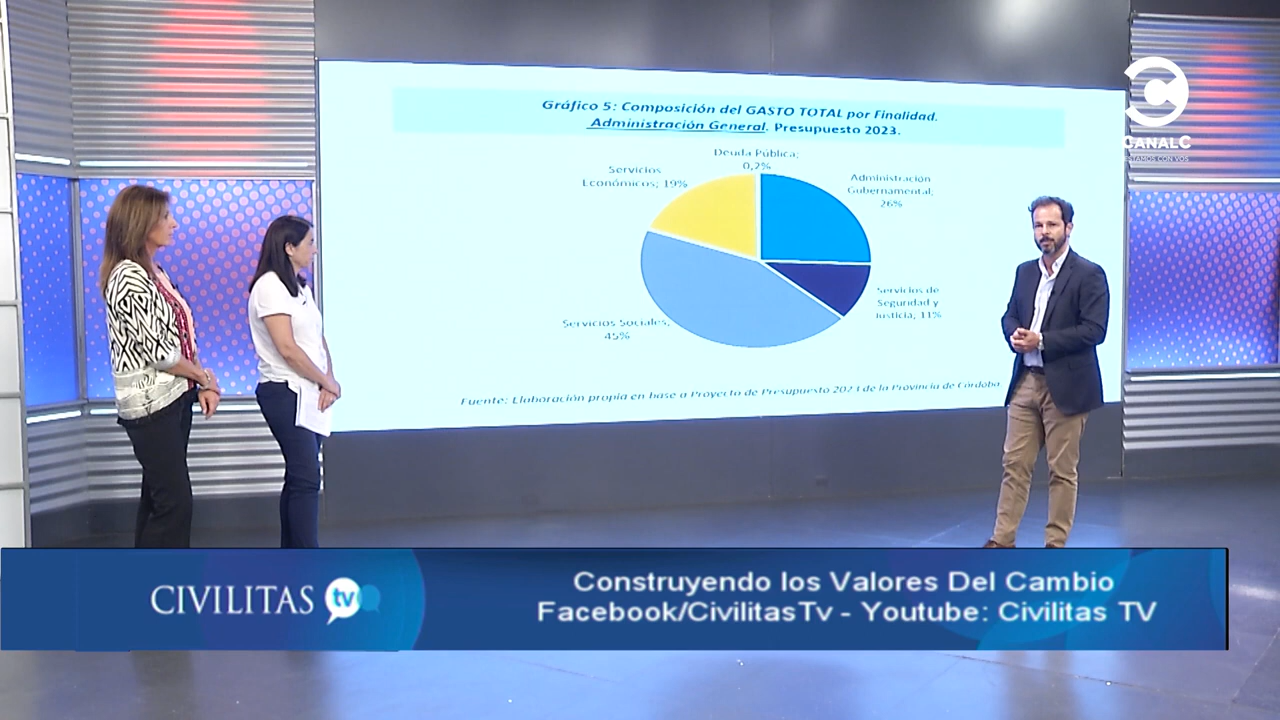 Gráfico 5: Composición del GASTO TOTAL por Finalidad.
Administración General. Presupuesto 2023.
Deuda Pública;
0,2%
Servicios
Económicos; 19%
Administración
Gubernamental;
26%
Servicios de
Seguridad y
Justicia; 11%
Servicios Sociales;
45%
Fuente: Elaboración propia en base a Proyecto de Presupuesto 2023 de la Provincia de Córdoba.
CANALC
ESTAMOS CON VOS
CIVILITAS tv
Construyendo los Valores Del Cambio
Facebook/CivilitasTv - Youtube: Civilitas TV